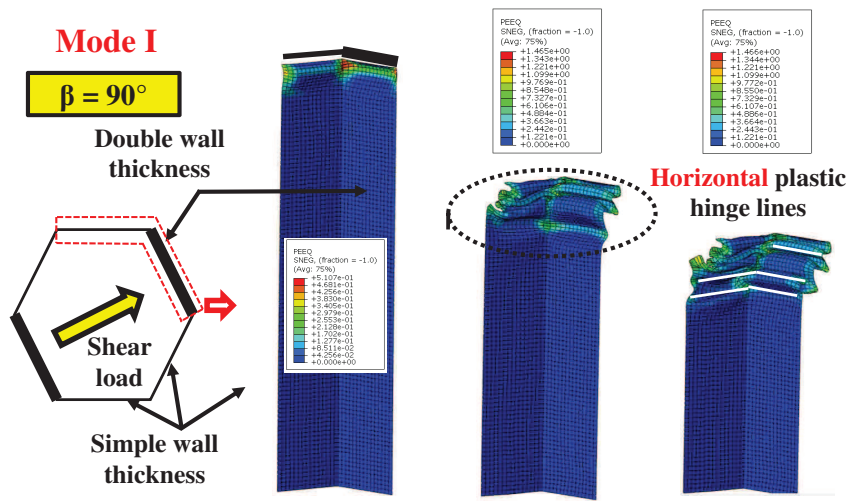 Mode I
β = 90°
Double wall
thickness
Shear
load
Simple wall
thickness
PEEQ
SNEG, (fraction = -1.0)
(Avg: 75%)
+5.107e-01
+4.681e-01
+4.256e-01
+3.830e-01
+3.405e-01
+2.979e-01
+2.553e-01
+2.128e-01
+1.702e-01
+1.277e-01
+8.511e-02
+4.256e-02
+0.000e+00
PEEQ
SNEG, (fraction = -1.0)
(Avg: 75%)
+1.465e+00
+1.343e+00
+1.221e+00
+1.099e+00
+9.769e-01
+8.548e-01
+7.327e-01
+6.106e-01
+4.884e-01
+3.663e-01
+2.442e-01
+1.221e-01
+0.000e+00
PEEQ
SNEG, (fraction = -1.0)
(Avg: 75%)
+1.466e+00
+1.344e+00
+1.221e+00
+1.099e+00
+9.772e-01
+8.550e-01
+7.329e-01
+6.107e-01
+4.886e-01
+3.664e-01
+2.443e-01
+1.221e-01
+0.000e+00
Horizontal plastic
hinge lines